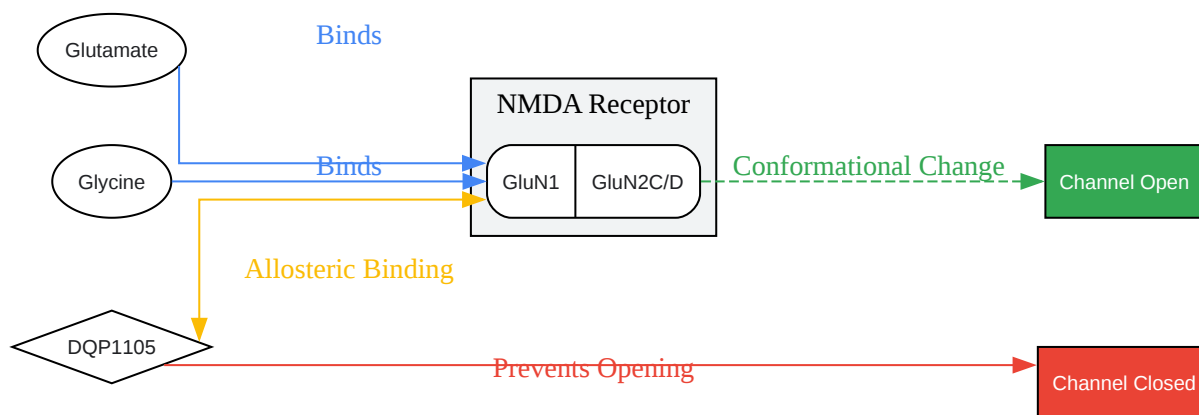 Glutamate
Binds
NMDA Receptor
Glycine
Binds
GluN1
GluN2C/D
Conformational Change
Channel Open
Allosteric Binding
DQP1105
Prevents Opening
Channel Closed